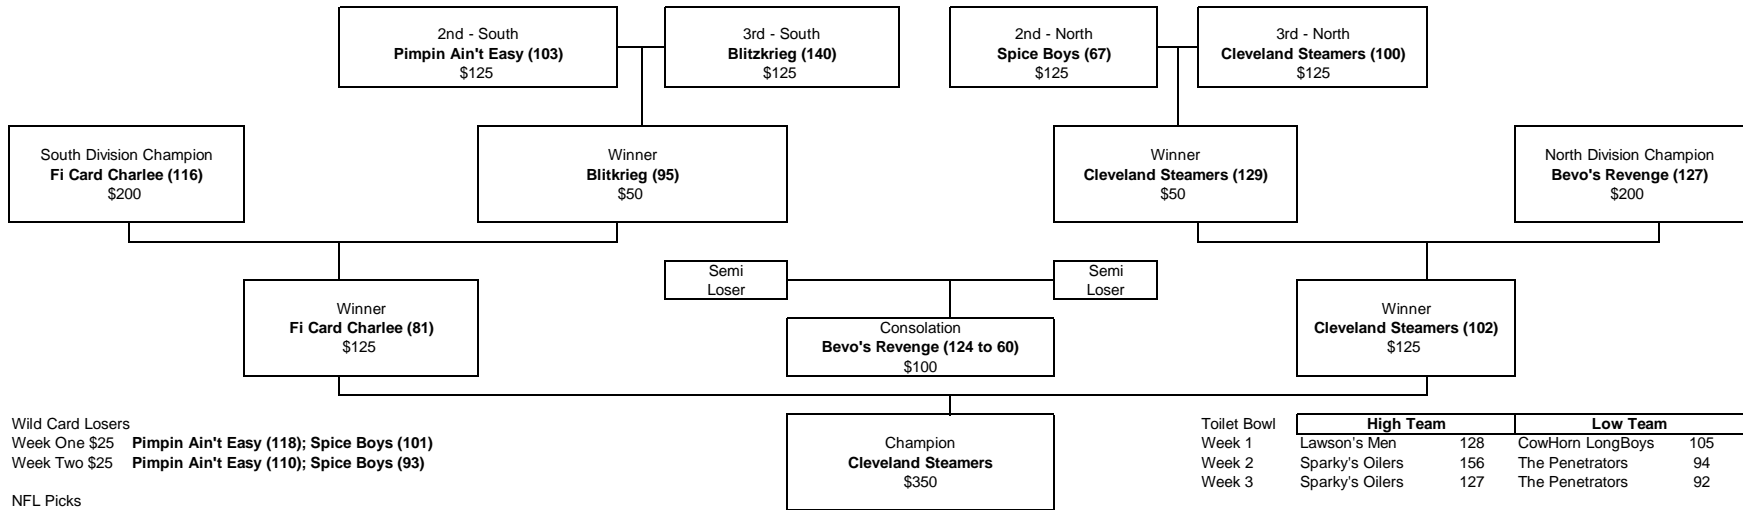 2nd - South
Pimpin Ain't Easy (103)
$125
3rd - South
Blitzkrieg (140)
$125
2nd - North
Spice Boys (67)
$125
3rd - North
Cleveland Steamers (100)
$125
South Division Champion
Fi Card Charlee (116)
$200
Winner
Blitkrieg (95)
$50
Winner
Cleveland Steamers (129)
$50
North Division Champion
Bevo's Revenge (127)
$200
Semi
Loser
Semi
Loser
Winner
Fi Card Charlee (81)
$125
Consolation
Bevo's Revenge (124 to 60)
$100
Winner
Cleveland Steamers (102)
$125
Wild Card Losers
Week One $25 Pimpin Ain't Easy (118); Spice Boys (101)
Week Two $25 Pimpin Ain't Easy (110); Spice Boys (93)
NFL Picks
Champion
Cleveland Steamers
$350
Toilet Bowl High Team Low Team
Week 1 Lawson's Men 128 CowHorn LongBoys 105
Week 2 Sparky's Oilers 156 The Penetrators 94
Week 3 Sparky's Oilers 127 The Penetrators 92